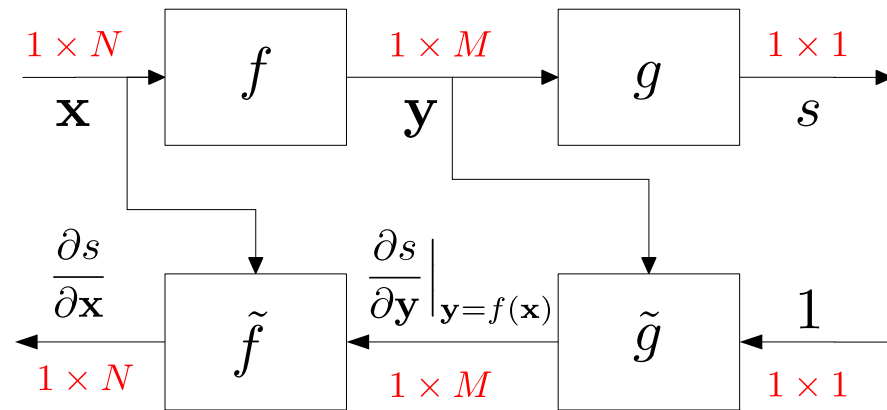 1 × N 1 × M 1 × 1
f g
x y s
∂s/∂x ∂s/∂y|y=f(x) 1
f̃ g̃
1 × N 1 × M 1 × 1